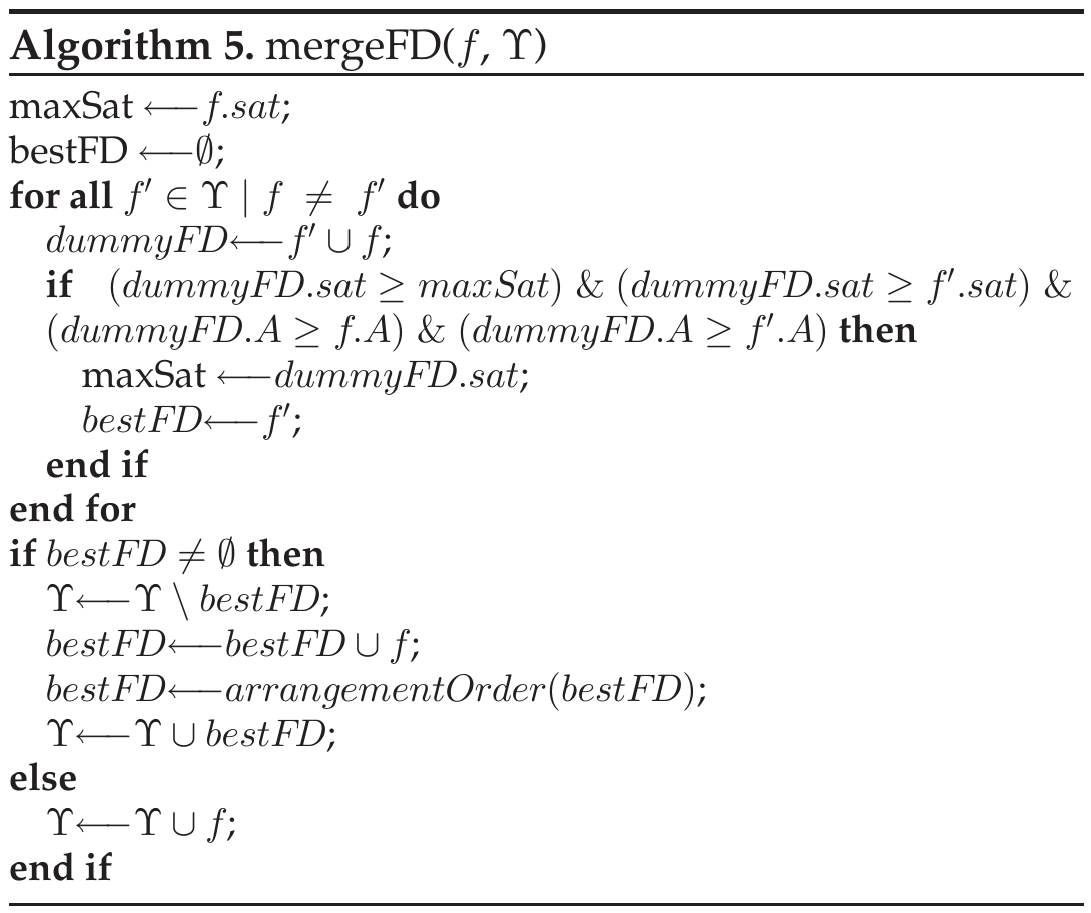 Algorithm 5. mergeFD(f, ϒ)
maxSat ⟵ f.sat;
bestFD ⟵ ∅;
for all f′ ∈ ϒ | f ≠ f′ do
dummyFD ⟵ f′ ∪ f;
if (dummyFD.sat ≥ maxSat) & (dummyFD.sat ≥ f′.sat) &
(dummyFD.A ≥ f.A) & (dummyFD.A ≥ f′.A) then
maxSat ⟵ dummyFD.sat;
bestFD ⟵ f′;
end if
end for
if bestFD ≠ ∅ then
ϒ ⟵ ϒ \ bestFD;
bestFD ⟵ bestFD ∪ f;
bestFD ⟵ arrangementOrder(bestFD);
ϒ ⟵ ϒ ∪ bestFD;
else
ϒ ⟵ ϒ ∪ f;
end if